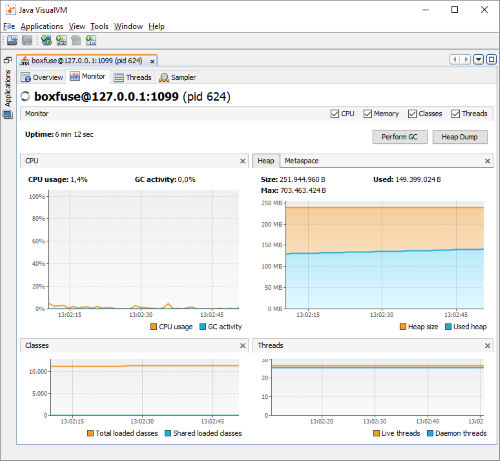 Java VisualVM
File Applications View Tools Window Help
boxfuse@127.0.0.1:1099 (pid 624)
Applications
Overview Monitor Threads Sampler
boxfuse@127.0.0.1:1099 (pid 624)
Monitor CPU Memory Classes Threads
Uptime: 6 min 12 sec
Perform GC Heap Dump
CPU
CPU usage: 1,4% GC activity: 0,0%
100%
80%
60%
40%
20%
0%
13:02:15 13:02:30 13:02:45
CPU usage GC activity
Heap Metaspace
Size: 251.944.960 B Used: 149.399.024 B
Max: 703.463.424 B
250 MB
200 MB
150 MB
100 MB
50 MB
0 MB
13:02:15 13:02:30 13:02:45
Heap size Used heap
Classes
10.000
5.000
0
13:02:15 13:02:30 13:02:45
Total loaded classes Shared loaded classes
Threads
30
20
10
0
13:02:20 13:02:30 13:02:40 13:02
Live threads Daemon threads